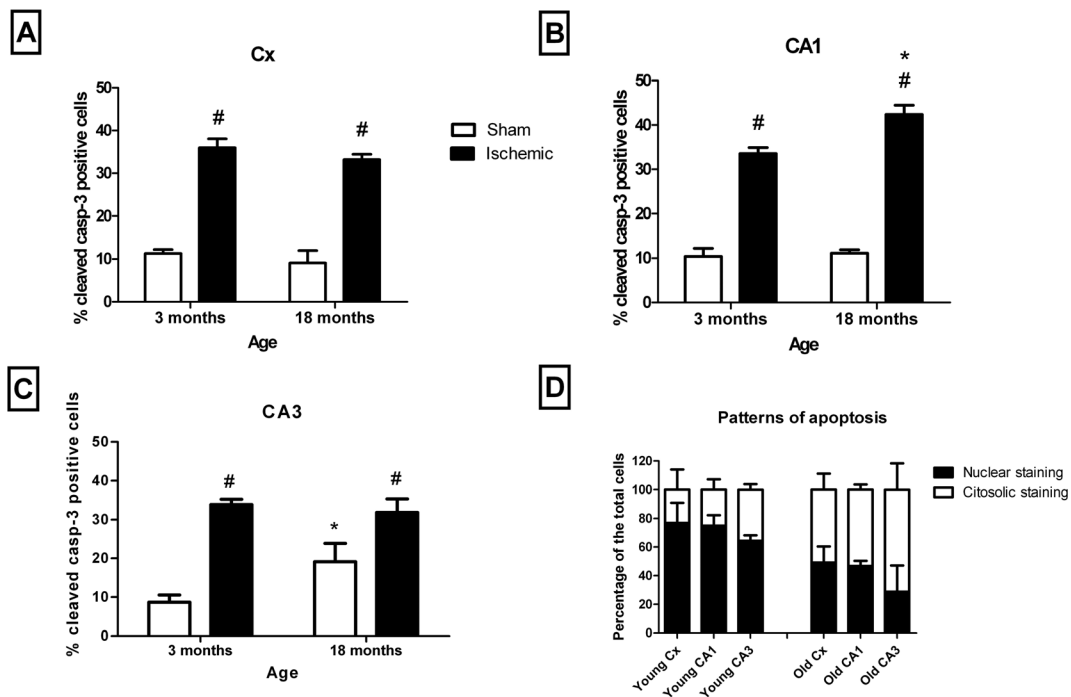 A
Cx
% cleaved casp-3 positive cells
50
40
30
20
10
0
#
#
3 months
18 months
Age
Sham
Ischemic
B
CA1
% cleaved casp-3 positive cells
50
40
30
20
10
0
#
*
#
3 months
18 months
Age
C
CA3
% cleaved casp-3 positive cells
50
40
30
20
10
0
#
*
#
3 months
18 months
Age
D
Patterns of apoptosis
Percentage of the total cells
120
100
80
60
40
20
0
Young Cx
Young CA1
Young CA3
Old Cx
Old CA1
Old CA3
Nuclear staining
Citosolic staining